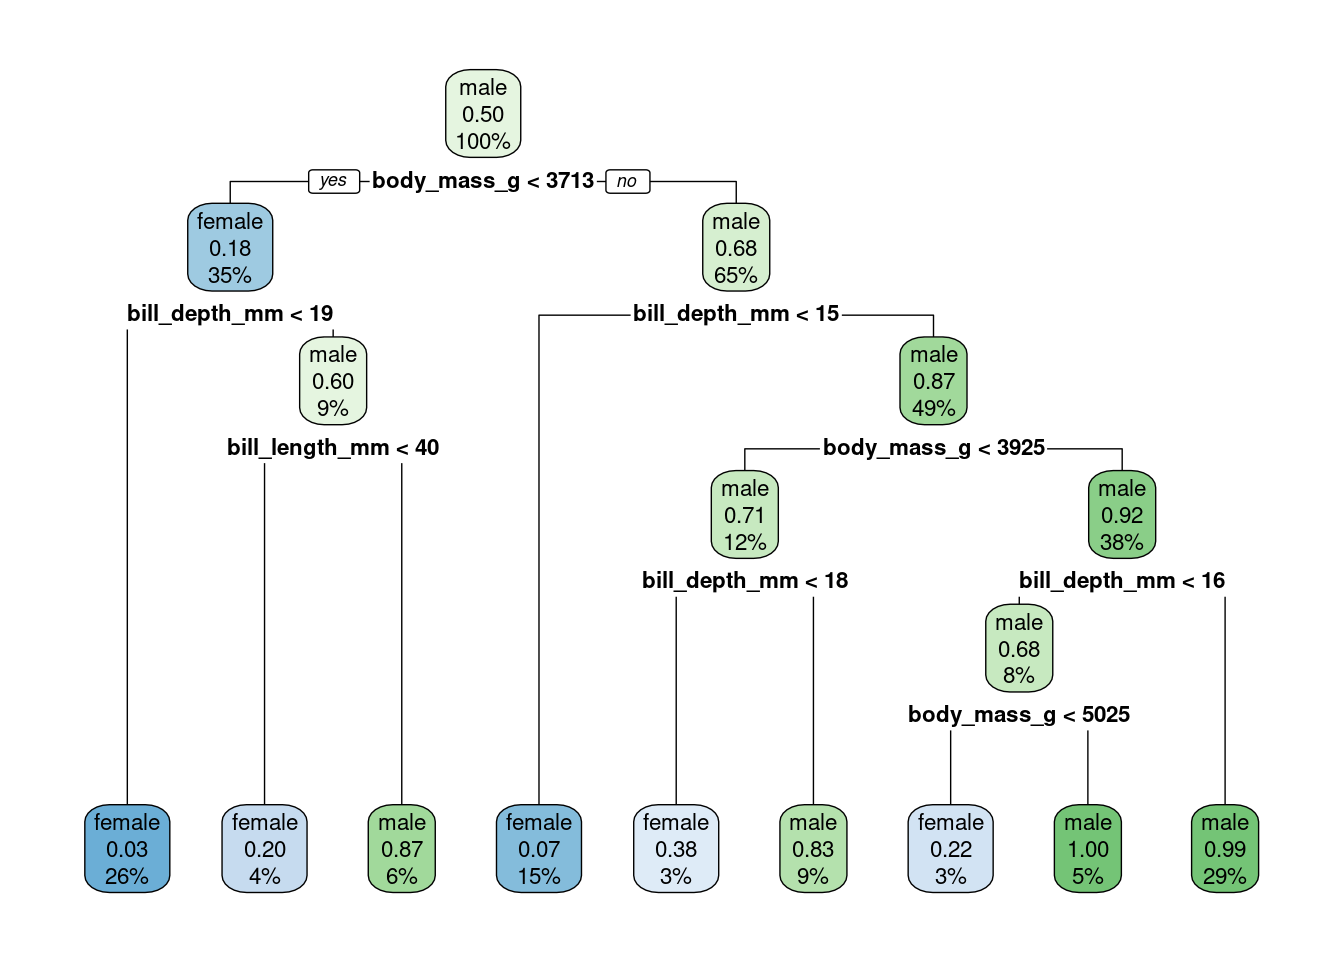 male
0.50
100%
yes
body_mass_g < 3713
no
female
0.18
35%
male
0.68
65%
bill_depth_mm < 19
bill_depth_mm < 15
male
0.60
9%
male
0.87
49%
bill_length_mm < 40
body_mass_g < 3925
male
0.71
12%
male
0.92
38%
bill_depth_mm < 18
bill_depth_mm < 16
male
0.68
8%
body_mass_g < 5025
female
0.03
26%
female
0.20
4%
male
0.87
6%
female
0.07
15%
female
0.38
3%
male
0.83
9%
female
0.22
3%
male
1.00
5%
male
0.99
29%